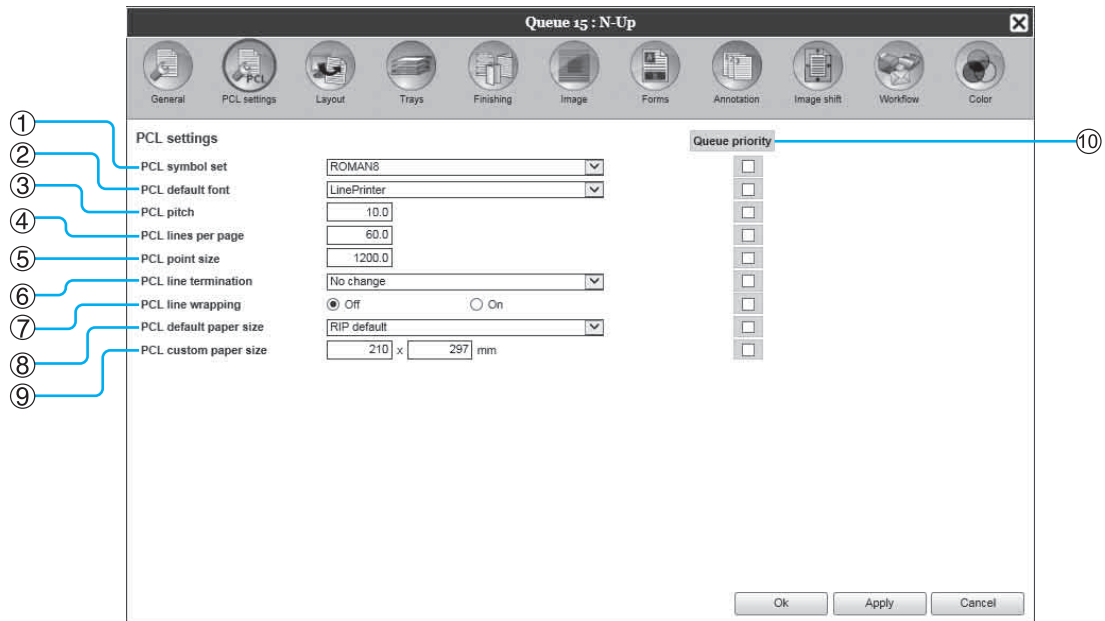 Queue 15 : N-Up
General PCL settings Layout Trays Finishing Image Forms Annotation Image shift Workflow Color
PCL
PCL settings Queue priority ⑩
① PCL symbol set ROMAN8
② PCL default font LinePrinter
③ PCL pitch 10.0
④ PCL lines per page 60.0
⑤ PCL point size 1200.0
⑥ PCL line termination No change
⑦ PCL line wrapping Off On
⑧ PCL default paper size RIP default
⑨ PCL custom paper size 210 x 297 mm
Ok Apply Cancel